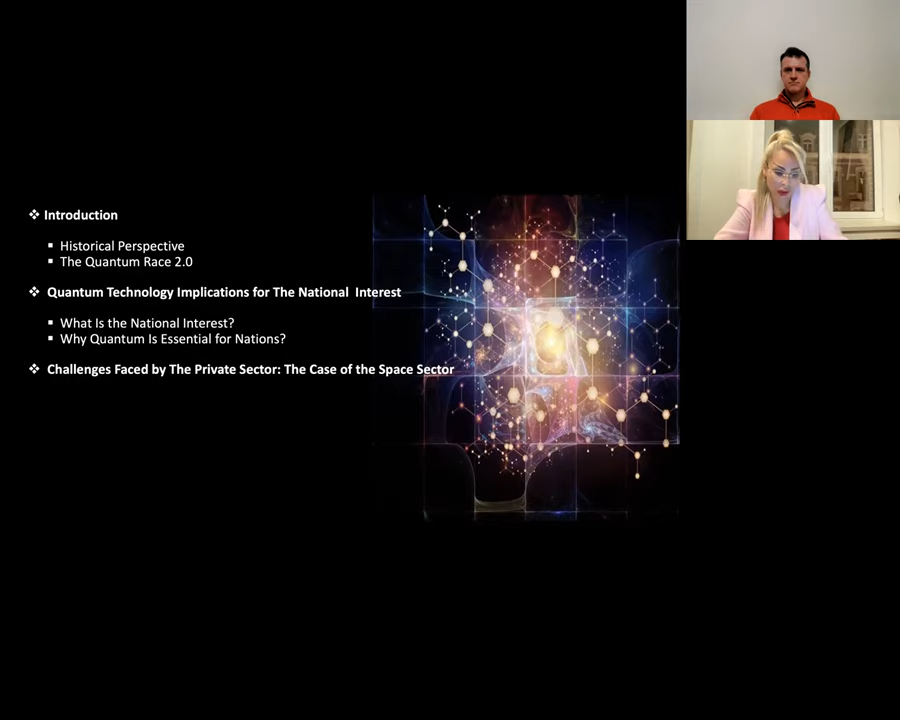 ❖ Introduction
▪ Historical Perspective
▪ The Quantum Race 2.0
❖ Quantum Technology Implications for The National Interest
▪ What Is the National Interest?
▪ Why Quantum Is Essential for Nations?
❖ Challenges Faced by The Private Sector: The Case of the Space Sector